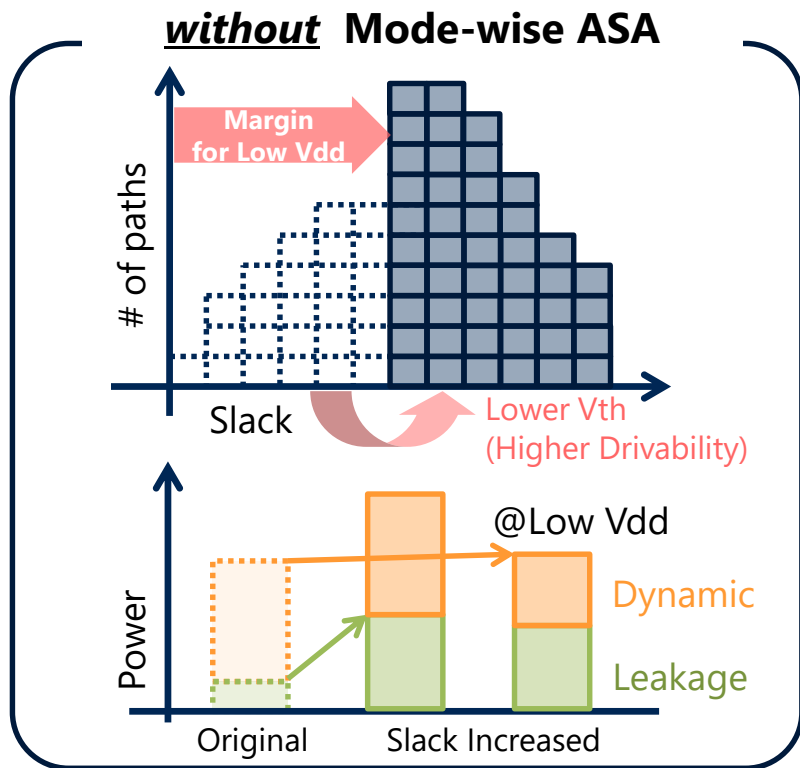 without Mode-wise ASA
Margin
for Low Vdd
# of paths
Slack
Lower Vth
(Higher Drivability)
@Low Vdd
Power
Dynamic
Leakage
Original
Slack Increased